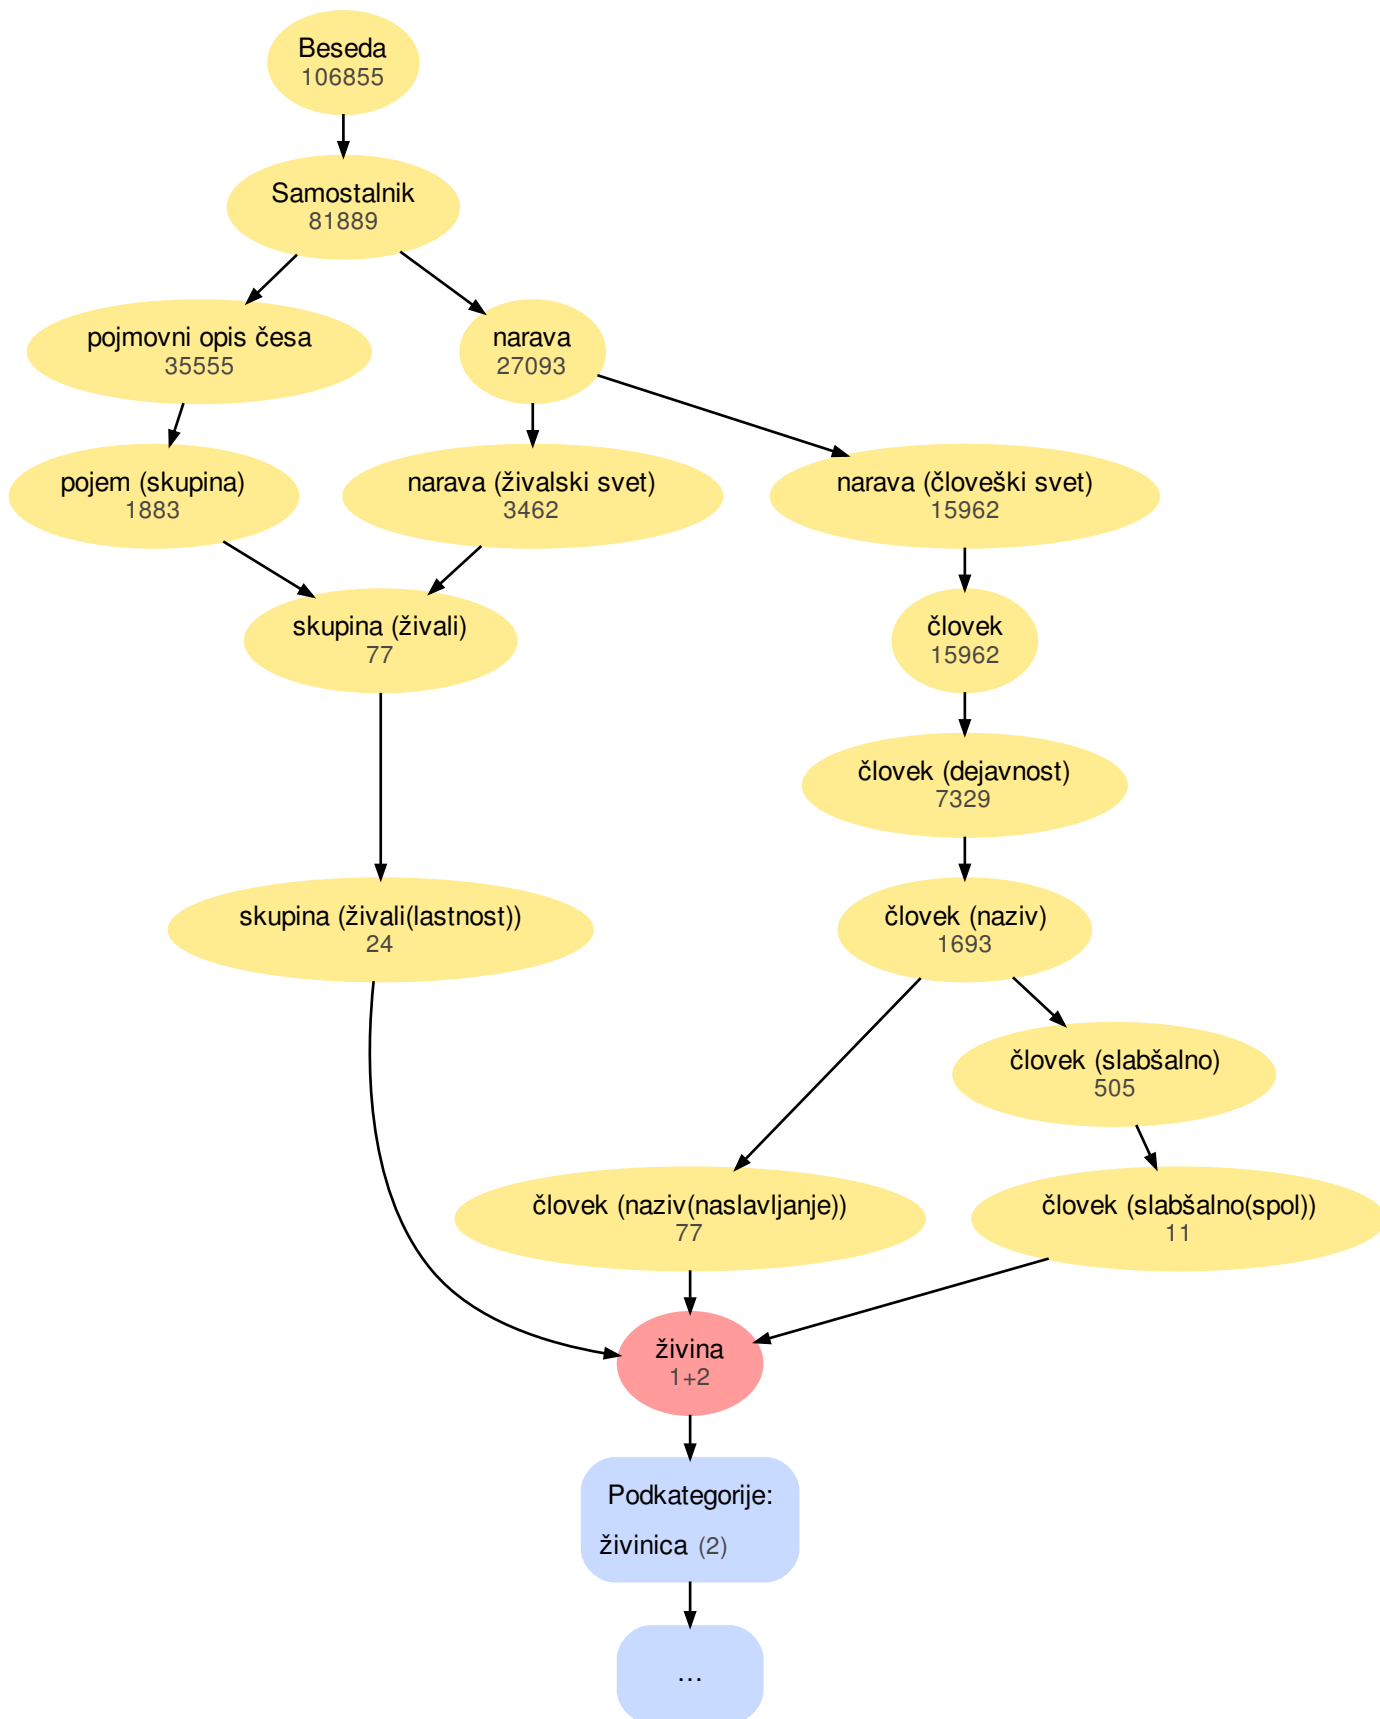 Beseda
106855
Samostalnik
81889
pojmovni opis česa
35555
narava
27093
pojem (skupina)
1883
narava (živalski svet)
3462
narava (človeški svet)
15962
skupina (živali)
77
človek
15962
človek (dejavnost)
7329
skupina (živali(lastnost))
24
človek (naziv)
1693
človek (slabšalno)
505
človek (naziv(naslavljanje))
77
človek (slabšalno(spol))
11
živina
1+2
Podkategorije:
živinica (2)
...